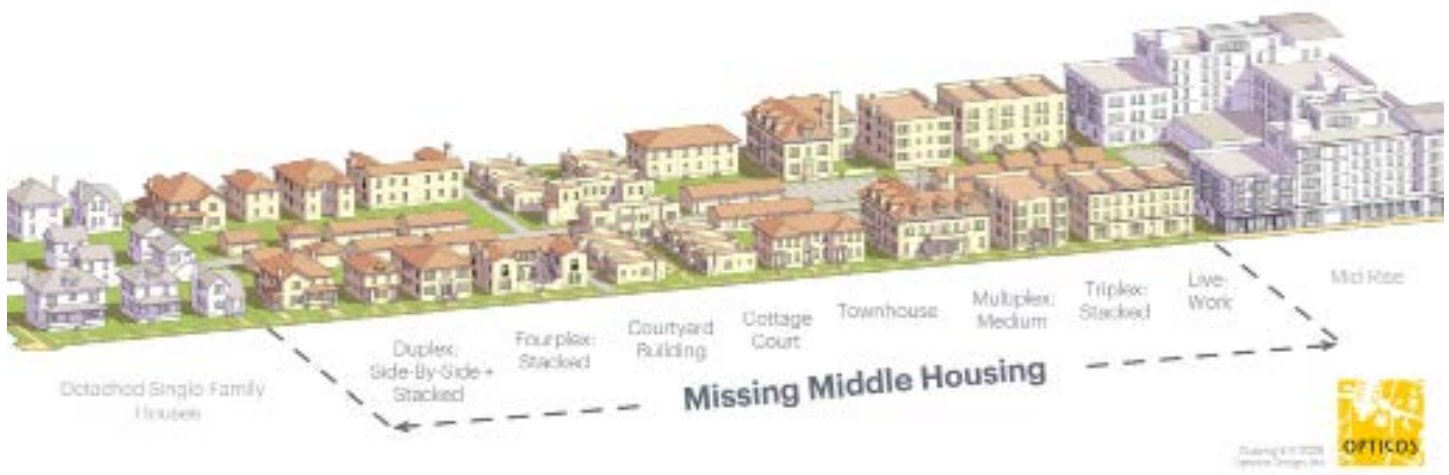 Detached Single-Family
Houses
Duplex:
Side-By-Side +
Stacked
Fourplex:
Stacked
Courtyard
Building
Cottage
Court
Townhouse
Multiplex:
Medium
Triplex:
Stacked
Live-
Work
Mid-Rise
Missing Middle Housing
OPTICOS